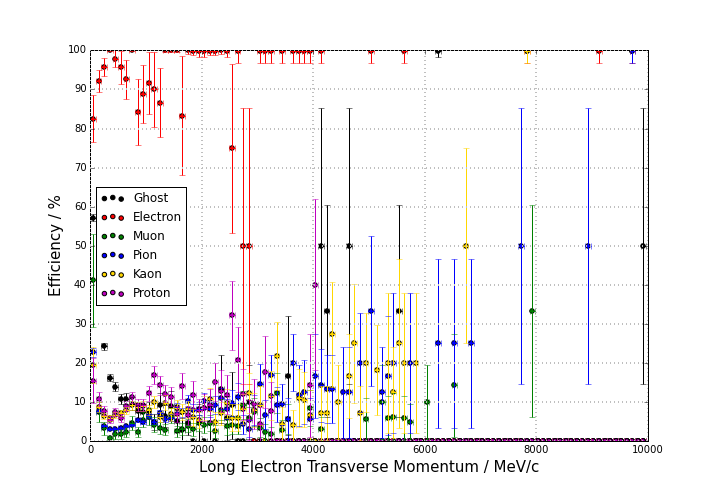 100
90
80
70
60
50
40
30
20
10
0
Efficiency / %
Ghost
Electron
Muon
Pion
Kaon
Proton
0 2000 4000 6000 8000 10000
Long Electron Transverse Momentum / MeV/c